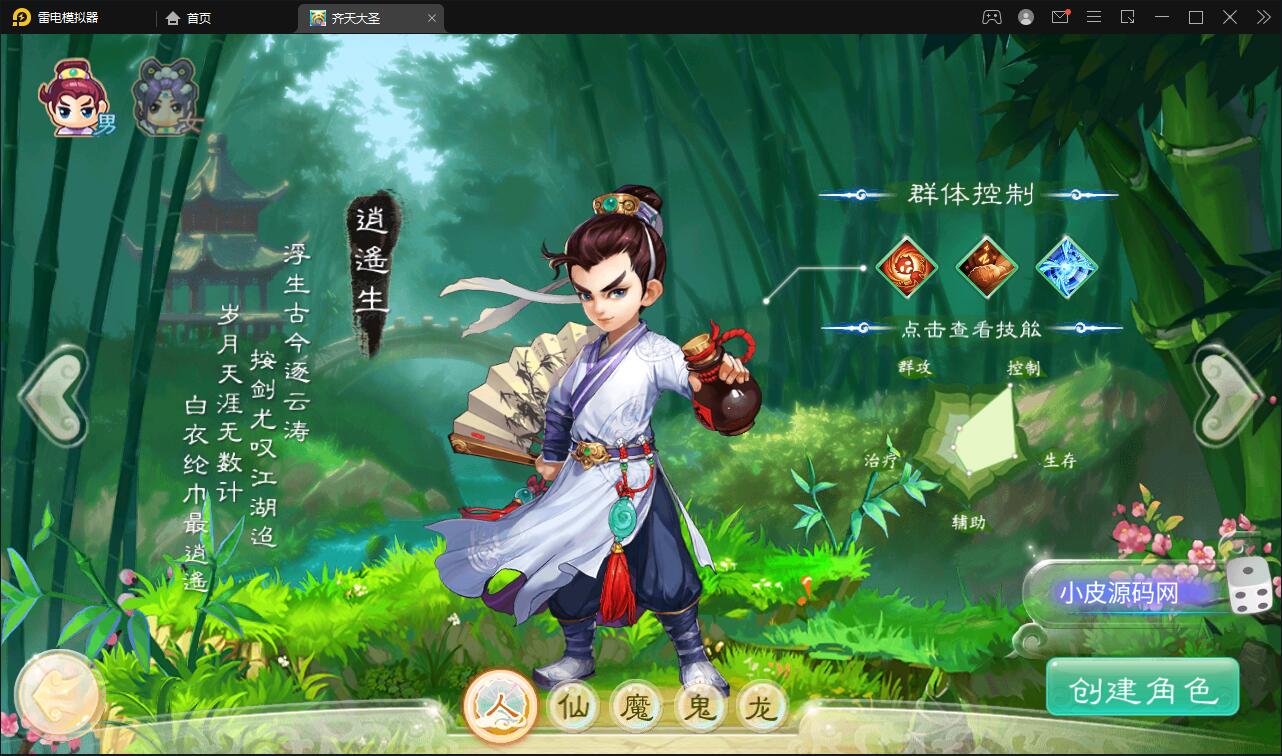 雷电模拟器
首页
齐天大圣
男
女
逍遥生
浮生古今逐云涛
按剑尤叹江湖迢
岁月天涯无数计
白衣纶巾最逍遥
群体控制
点击查看技能
群攻
控制
治疗
生存
辅助
小皮源码网
创建角色
人
仙
魔
鬼
龙